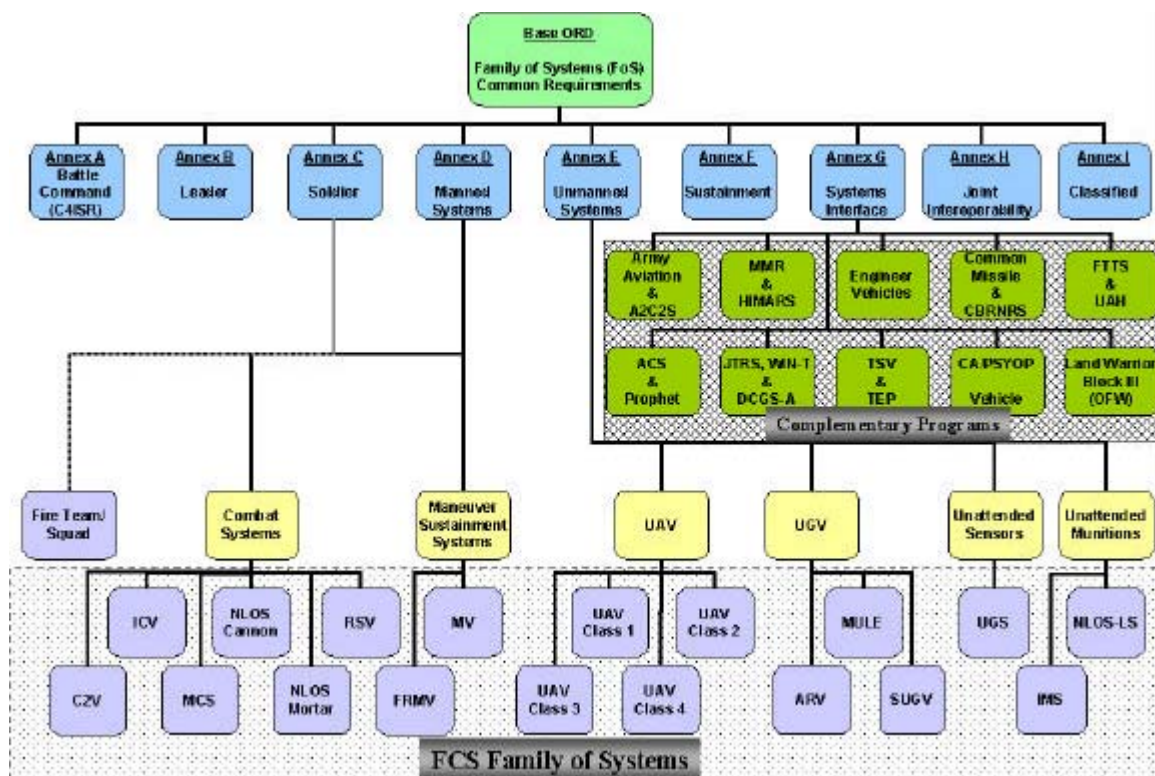 Base ORD
Family of Systems (FoS)
Common Requirements
Annex A
Battle
Command
(C4ISR)
Annex B
Leader
Annex C
Soldier
Annex D
Manned
Systems
Annex E
Unmanned
Systems
Annex F
Sustainment
Annex G
Systems
Interface
Annex H
Joint
Interoperability
Annex I
Classified
Army
Aviation
&
A2C2S
MMR
&
HIMARS
Engineer
Vehicles
Common
Missile
&
CBRNRS
FTTS
&
UAH
ACS
&
Prophet
JTRS, WIN-T
&
DCGS-A
TSV
&
TEP
CA/PSYOP
Vehicle
Land Warrior
Block III
(OFW)
Complementary Programs
Fire Team/
Squad
Combat
Systems
Maneuver
Sustainment
Systems
UAV
UGV
Unattended
Sensors
Unattended
Munitions
ICV
NLOS
Cannon
RSV
MV
UAV
Class 1
UAV
Class 2
MULE
UGS
NLOS-LS
C2V
MCS
NLOS
Mortar
FRMV
UAV
Class 3
UAV
Class 4
ARV
SUGV
IMS
FCS Family of Systems